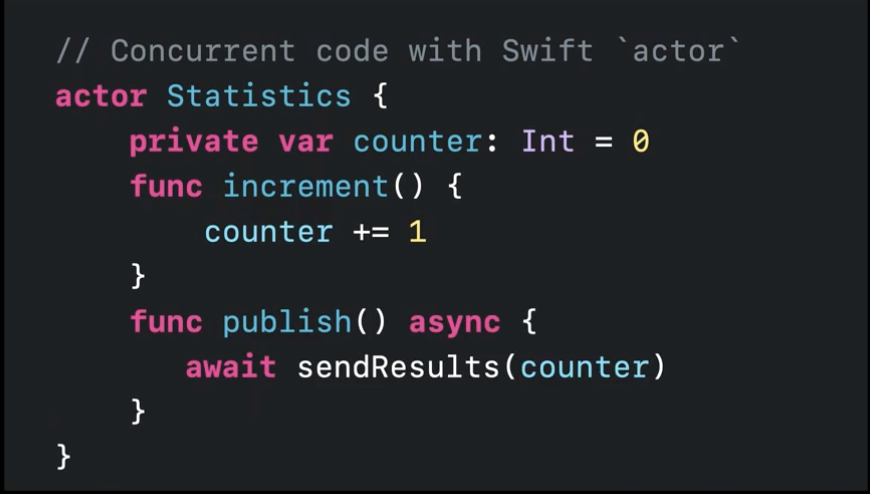 // Concurrent code with Swift `actor`
actor Statistics {
    private var counter: Int = 0
    func increment() {
        counter += 1
    }
    func publish() async {
       await sendResults(counter)
    }
}